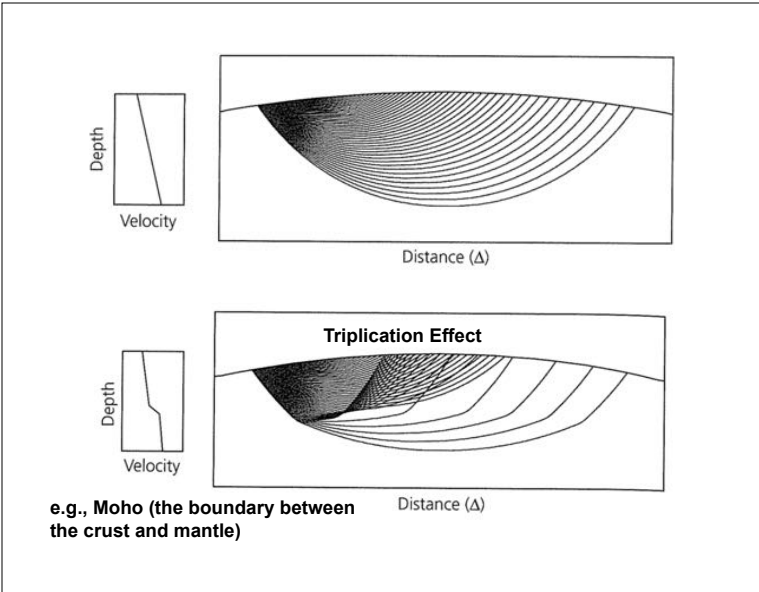 Depth
Velocity
Distance (Δ)
Triplication Effect
Depth
Velocity
Distance (Δ)
e.g., Moho (the boundary between
the crust and mantle)